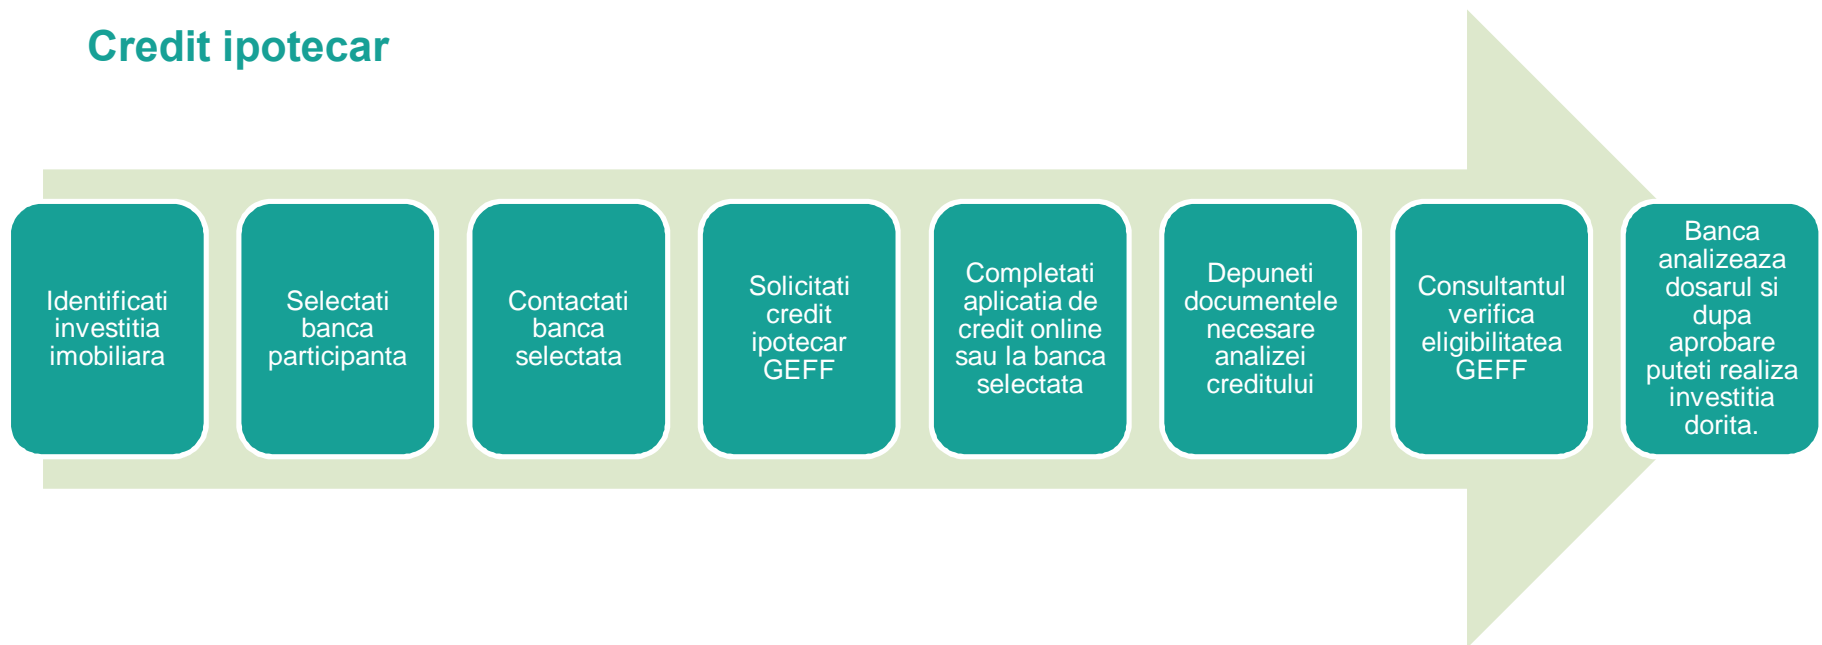 Credit ipotecar
Identificati
investitia
imobiliara
Selectati
banca
participanta
Contactati
banca
selectata
Solicitati
credit
ipotecar
GEFF
Completati
aplicatia de
credit online
sau la banca
selectata
Depuneti
documentele
necesare
analizei
creditului
Consultantul
verifica
eligibilitatea
GEFF
Banca
analizeaza
dosarul si
dupa
aprobare
puteti realiza
investitia
dorita.